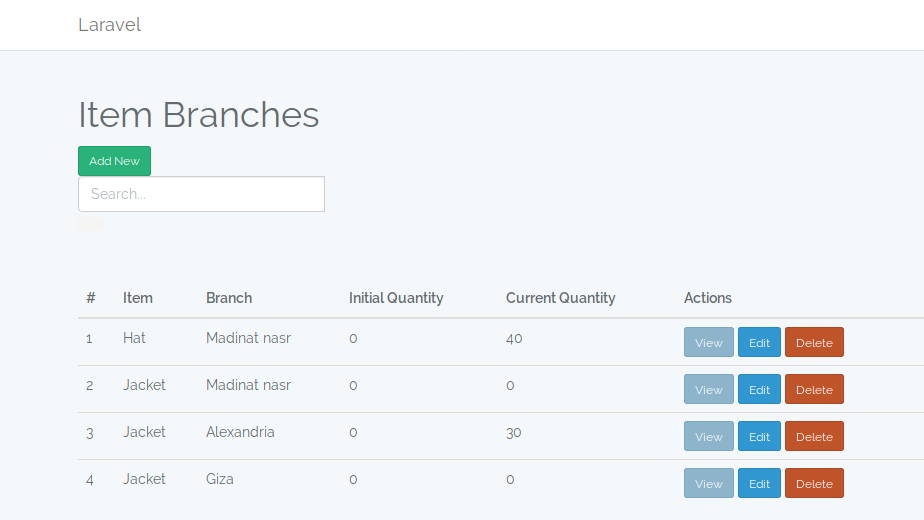 Laravel
Item Branches
Add New
Search...
# Item Branch Initial Quantity Current Quantity Actions
1 Hat Madinat nasr 0 40 View Edit Delete
2 Jacket Madinat nasr 0 0 View Edit Delete
3 Jacket Alexandria 0 30 View Edit Delete
4 Jacket Giza 0 0 View Edit Delete